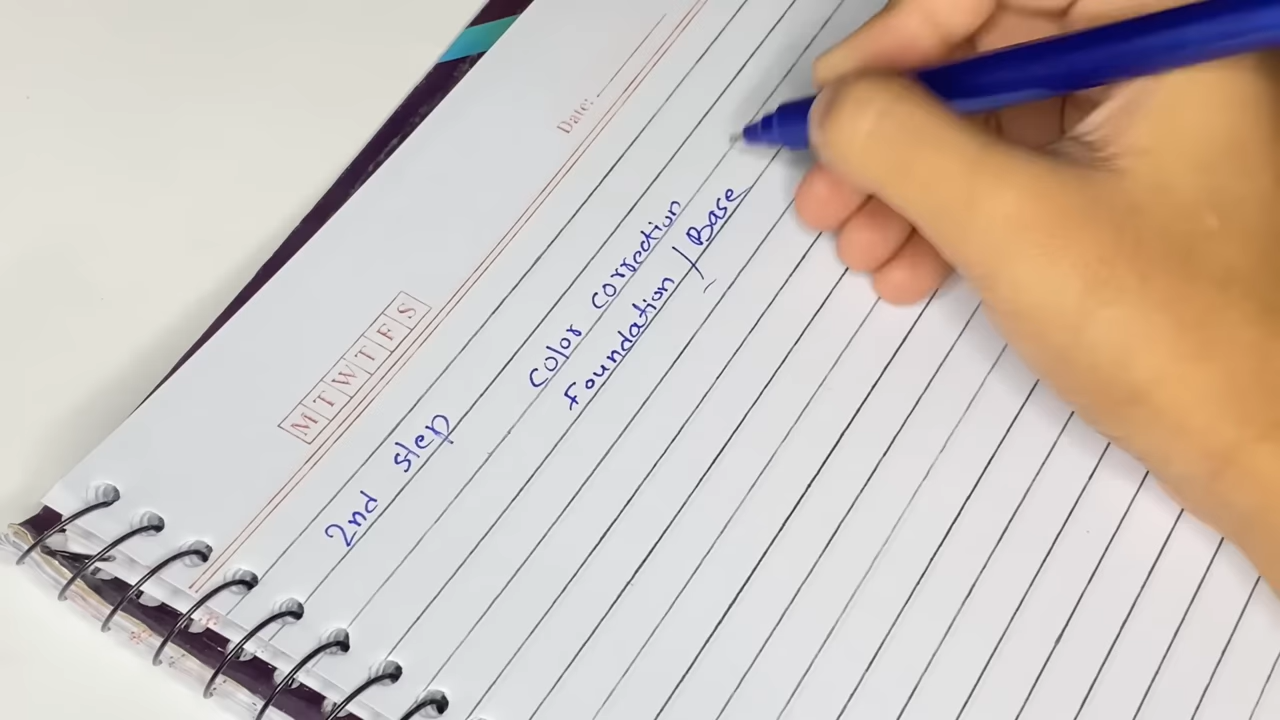 Date:
M T W T F S
2nd step
Color correction
Foundation / Base